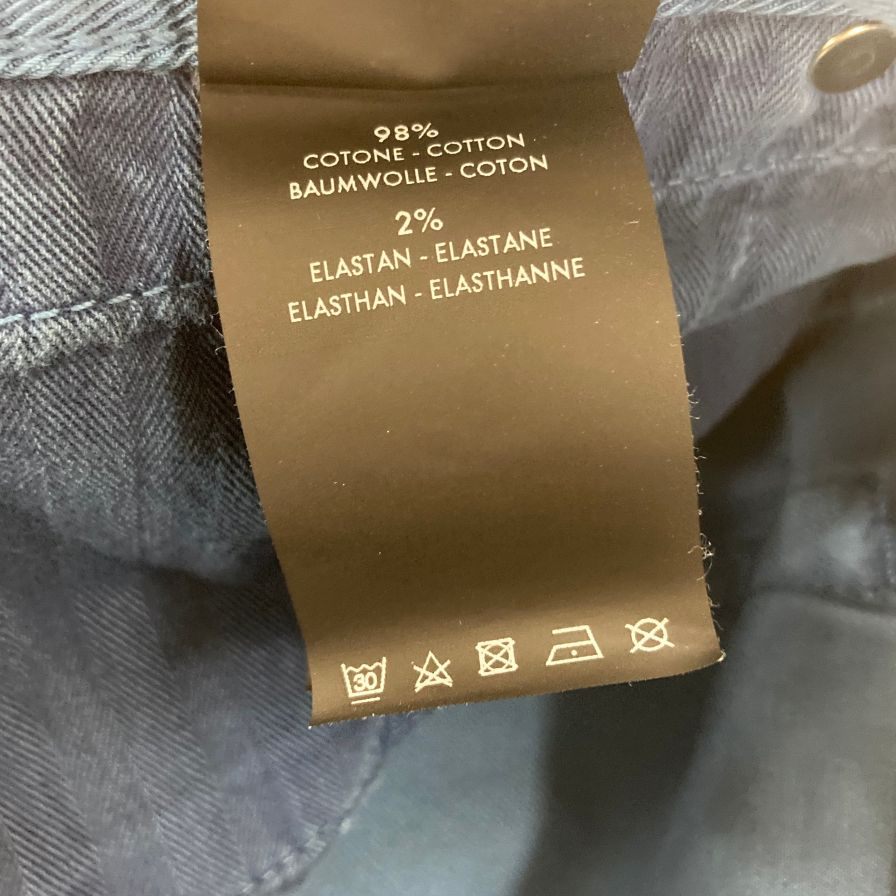 98%
COTONE - COTTON
BAUMWOLLE - COTON
2%
ELASTAN - ELASTANE
ELASTHAN - ELASTHANNE
30